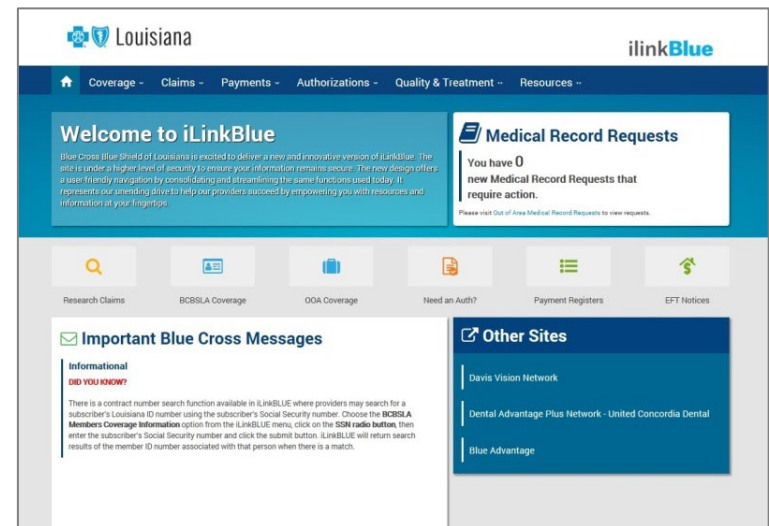 Louisiana
ilinkBlue
Coverage
Claims
Payments
Authorizations
Quality & Treatment
Resources
Welcome to iLinkBlue
Blue Cross Blue Shield of Louisiana is excited to deliver a new and innovative version of iLinkBlue. The
site is under a higher level of security to ensure your information remains secure. The new design offers
a user-friendly navigation by consolidating and streamlining the same functions used today. It
represents our unending drive to help our providers succeed by empowering you with resources and
information at your fingertips.
Medical Record Requests
You have 0
new Medical Record Requests that
require action.
Please visit Out of Area Medical Record Requests to view requests.
Research Claims
BCBSLA Coverage
OOA Coverage
Need an Auth?
Payment Registers
EFT Notices
Important Blue Cross Messages
Informational
DID YOU KNOW?
There is a contract number search function available in iLinkBLUE where providers may search for a
subscriber's Louisiana ID number using the subscriber's Social Security number. Choose the BCBSLA
Members Coverage Information option from the iLinkBLUE menu, click on the SSN radio button, then
enter the subscriber's Social Security number and click the submit button. iLinkBLUE will return search
results of the member ID number associated with that person when there is a match.
Other Sites
Davis Vision Network
Dental Advantage Plus Network - United Concordia Dental
Blue Advantage